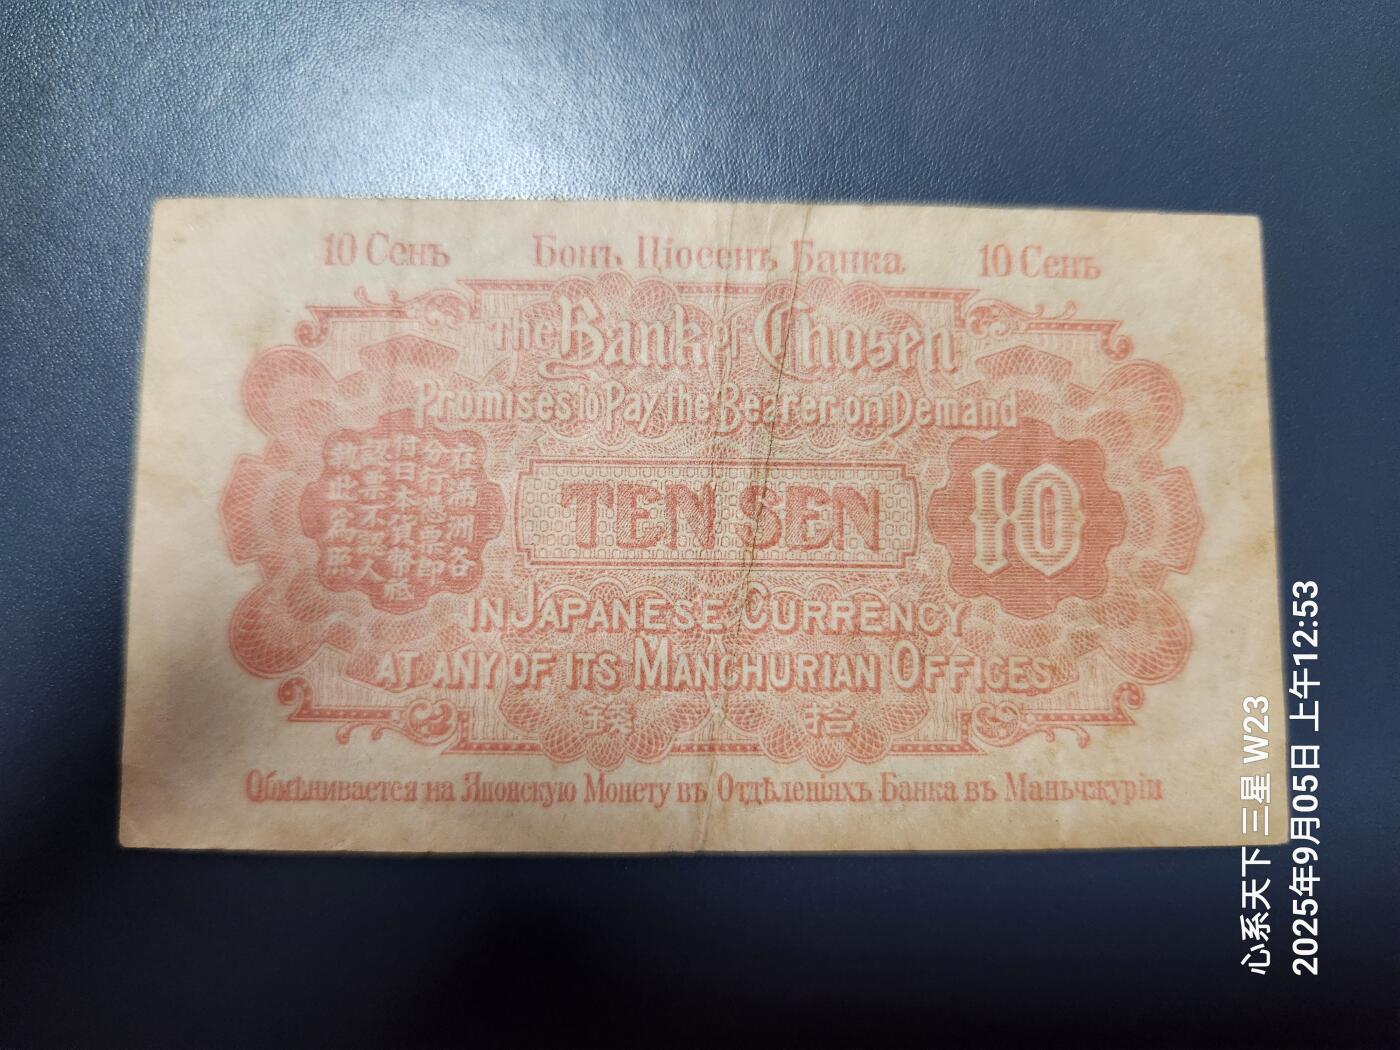 10 Сенъ Бонъ Ціосенъ Банка 10 Сенъ
The Bank of Chosen
Promises to Pay the Bearer on Demand
在滿洲各
分行憑票即
付日本貨幣祗
認票不認人
執此為照
TEN SEN
10
IN JAPANESE CURRENCY
AT ANY OF ITS MANCHURIAN OFFICES
錢 拾
Обмѣнивается на Японскую Монету въ Отдѣленіяхъ Банка въ Маньчжуріи
心系天下 三星 W23
2025年9月05日 上午12:53